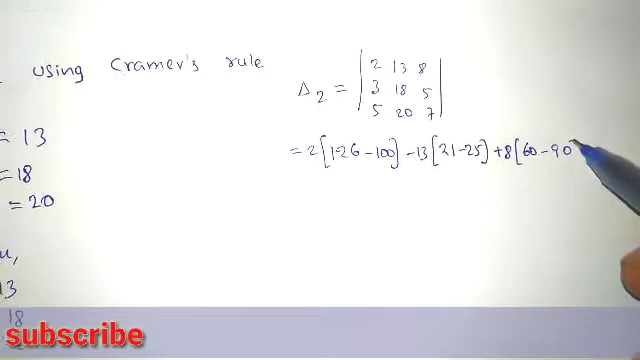 using Cramer's rule
Δ₂ = | 2 13 8 |
| 3 18 5 |
| 5 20 7 |
= 13
= 18
= 20
= 2[126 - 100] - 13[21 - 25] + 8[60 - 90
13
18
subscribe